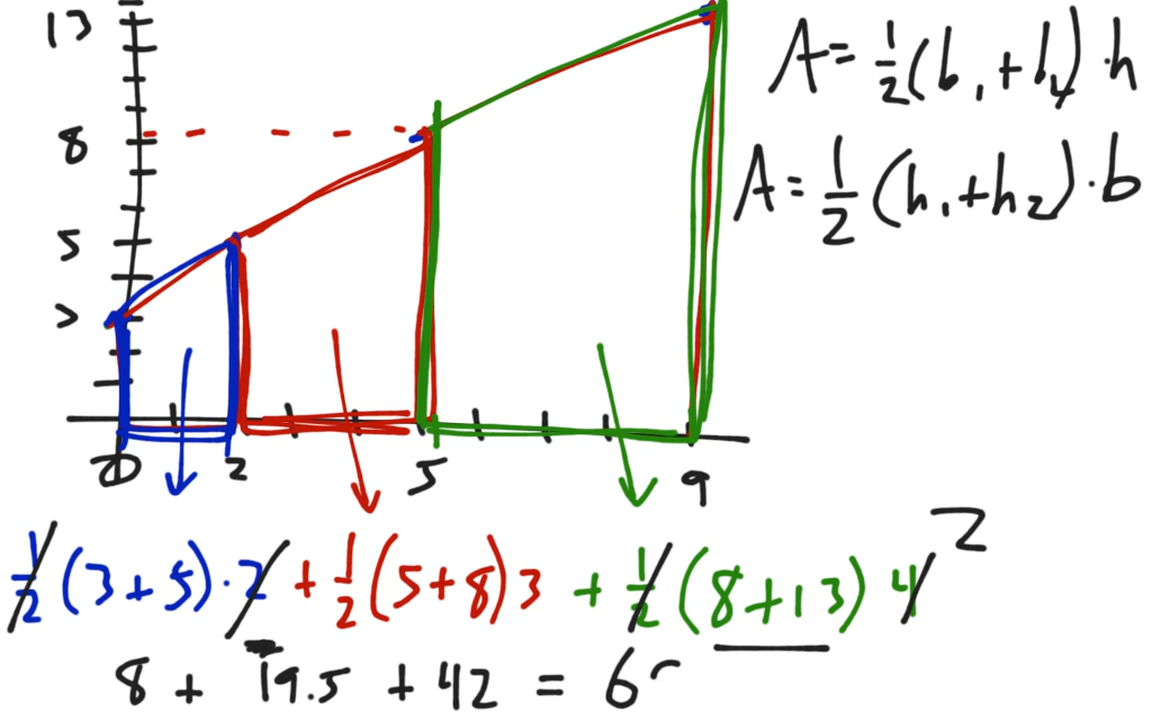 13
A = 1/2 (b₁ + b₂) · h
8
A = 1/2 (h₁ + h₂) · b
5
0 2 5 9
2
1/2 (3 + 5) · 2 + 1/2 (5 + 8) 3 + 1/2 (8 + 13) 4
8 + 19.5 + 42 = 6